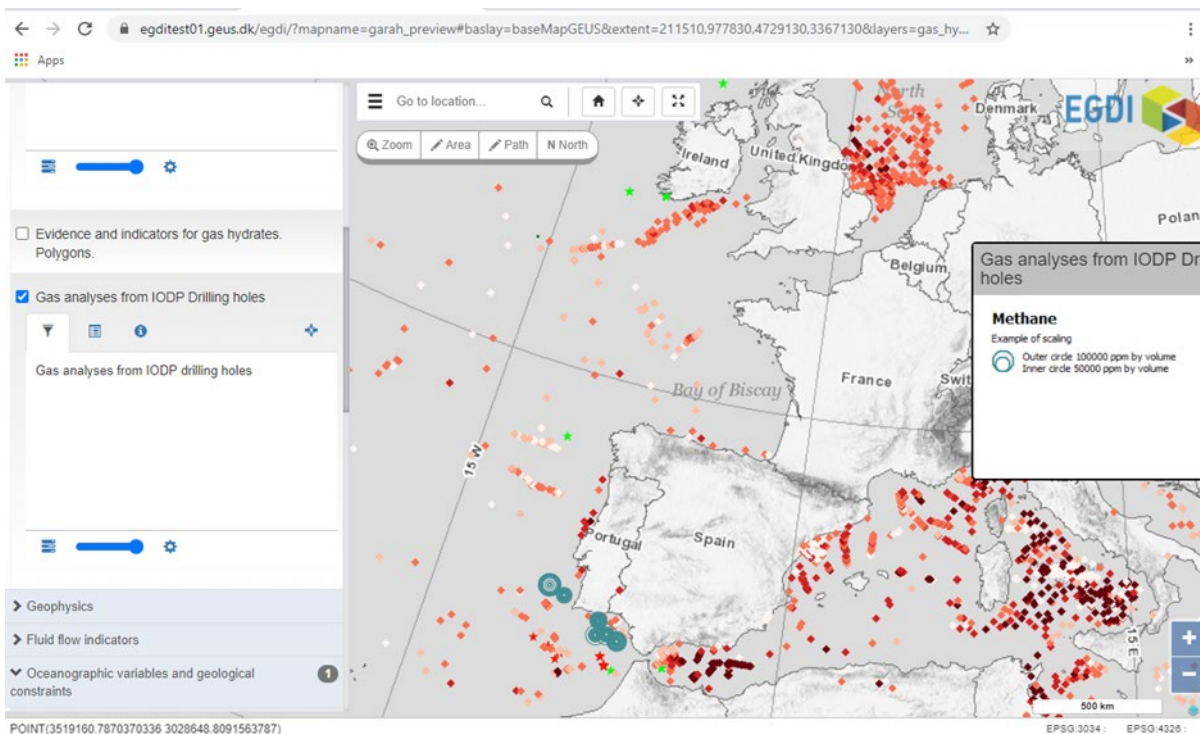 egditest01.geus.dk/egdi/?mapname=garah_preview#baslay=baseMapGEUS&extent=211510,977830,4729130,3367130&layers=gas_hy...
Apps
»
Go to location...
Zoom
Area
Path
N North
EGDI
Evidence and indicators for gas hydrates.
Polygons.
Gas analyses from IODP Drilling holes
Gas analyses from IODP drilling holes
Geophysics
Fluid flow indicators
Oceanographic variables and geological
constraints
1
North
Denmark
Ireland
United Kingdo
Polan
Belgium
Gas analyses from IODP Dr
holes
Methane
Example of scaling
Outer circle 100000 ppm by volume
Inner circle 50000 ppm by volume
France
Swit
Bay of Biscay
15 W
Portugal
Spain
15 E
+
−
500 km
POINT(3519160.7870370336 3028648.8091563787)
EPSG:3034 :
EPSG:4326 :